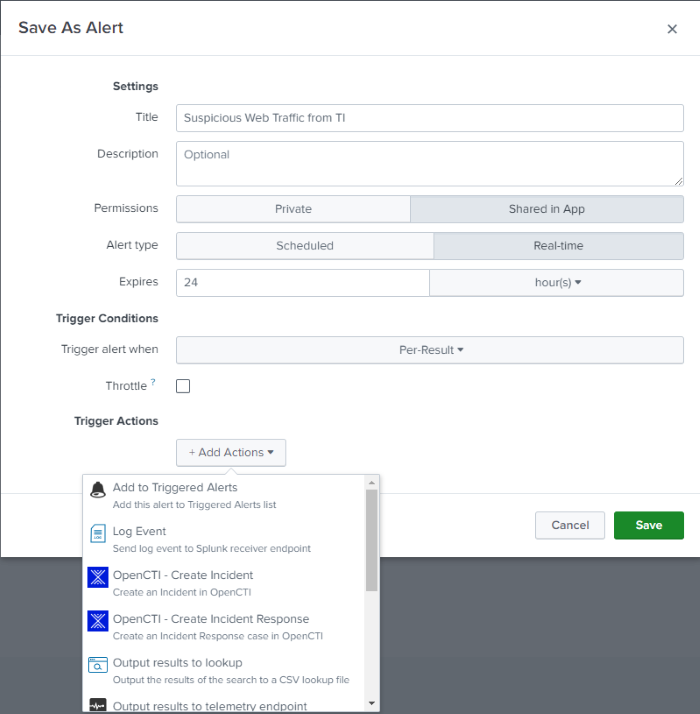 Save As Alert
Settings
Title Suspicious Web Traffic from TI
Description Optional
Permissions Private Shared in App
Alert type Scheduled Real-time
Expires 24 hour(s)
Trigger Conditions
Trigger alert when Per-Result
Throttle ?
Trigger Actions
+ Add Actions
Add to Triggered Alerts
Add this alert to Triggered Alerts list
Log Event
Send log event to Splunk receiver endpoint
OpenCTI - Create Incident
Create an Incident in OpenCTI
OpenCTI - Create Incident Response
Create an Incident Response case in OpenCTI
Output results to lookup
Output the results of the search to a CSV lookup file
Output results to telemetry endpoint
Cancel Save